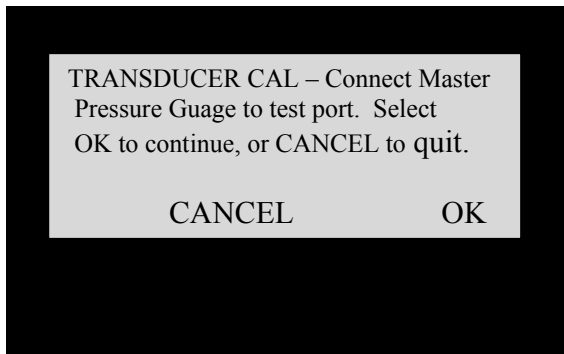 TRANSDUCER CAL – Connect Master
Pressure Guage to test port. Select
OK to continue, or CANCEL to quit.
CANCEL OK